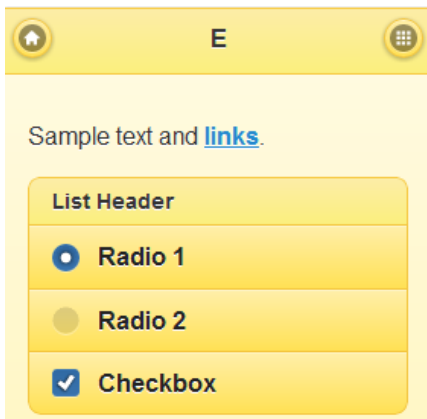 E
Sample text and links.
List Header
Radio 1
Radio 2
Checkbox